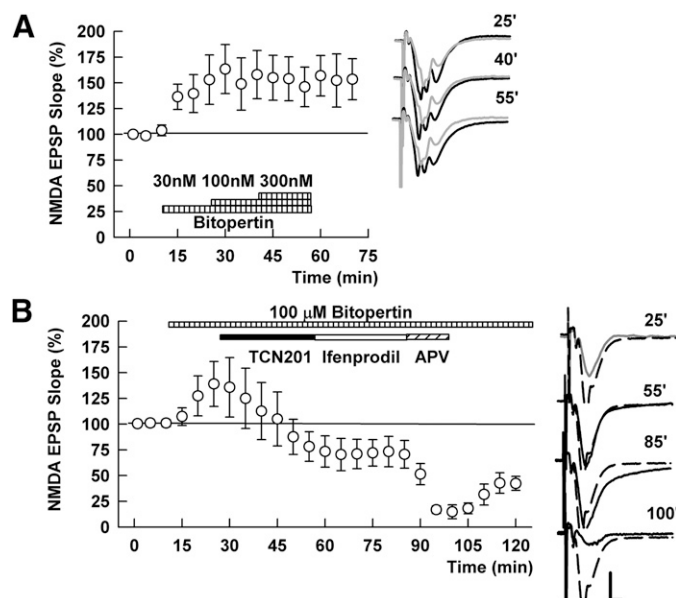 A
NMDA EPSP Slope (%)
200
175
150
125
100
75
50
25
0
30nM 100nM 300nM
Bitopertin
0 15 30 45 60 75
Time (min)
25'
40'
55'
B
NMDA EPSP Slope (%)
200
175
150
125
100
75
50
25
0
100 μM Bitopertin
TCN201 Ifenprodil APV
0 15 30 45 60 75 90 105 120
Time (min)
25'
55'
85'
100'